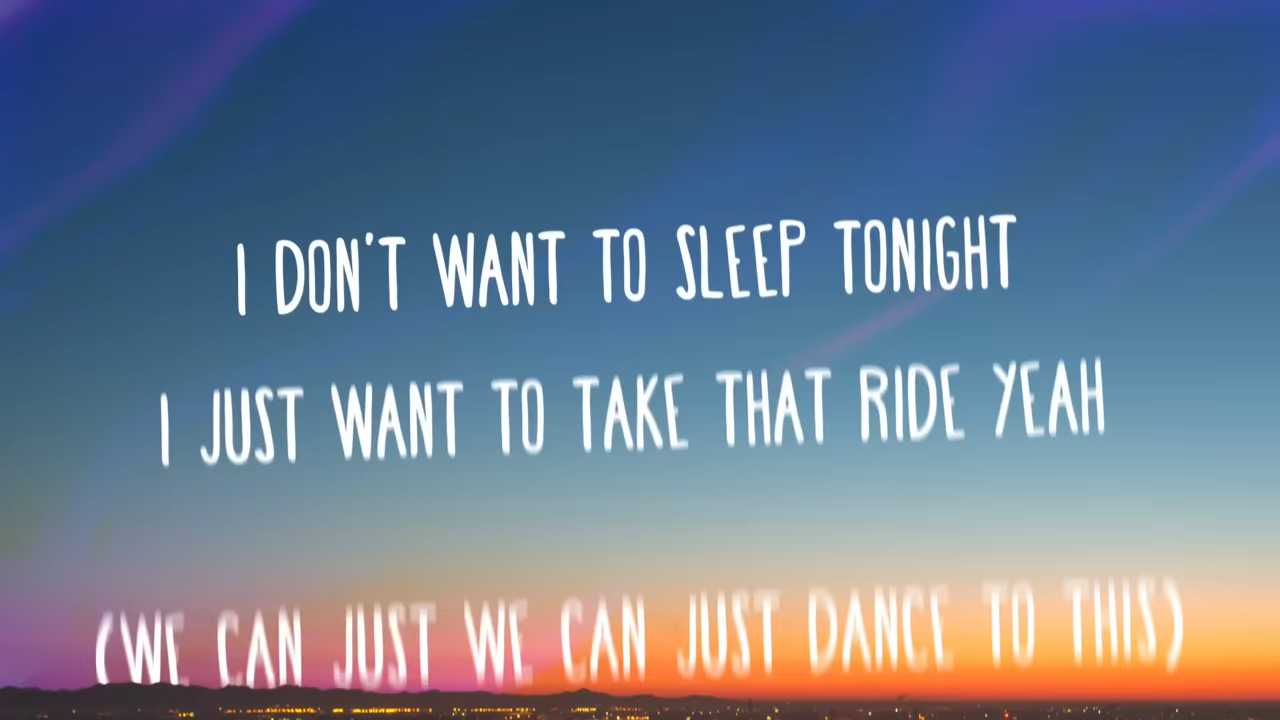 I DON'T WANT TO SLEEP TONIGHT
I JUST WANT TO TAKE THAT RIDE YEAH
(WE CAN JUST WE CAN JUST DANCE TO THIS)